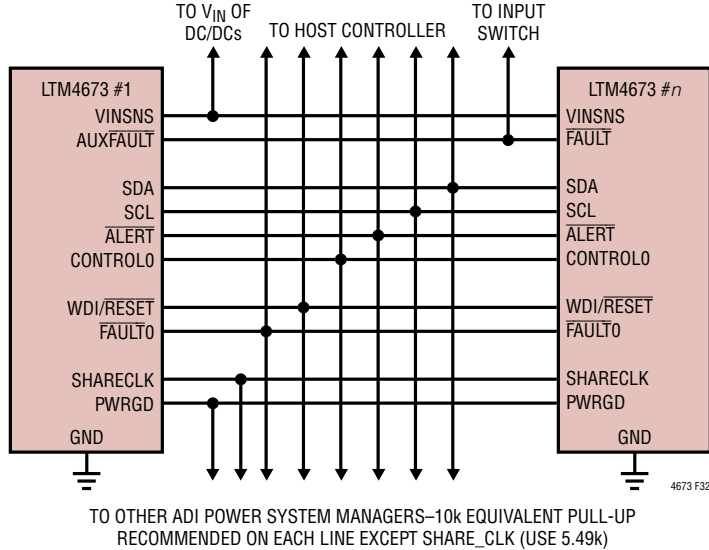 TO VIN OF
DC/DCs
TO HOST CONTROLLER
TO INPUT
SWITCH
LTM4673 #1
VINSNS
AUXFAULT
SDA
SCL
ALERT
CONTROL0
WDI/RESET
FAULT0
SHARECLK
PWRGD
GND
LTM4673 #n
VINSNS
FAULT
SDA
SCL
ALERT
CONTROL0
WDI/RESET
FAULT0
SHARECLK
PWRGD
GND
4673 F32
TO OTHER ADI POWER SYSTEM MANAGERS–10k EQUIVALENT PULL-UP
RECOMMENDED ON EACH LINE EXCEPT SHARE_CLK (USE 5.49k)